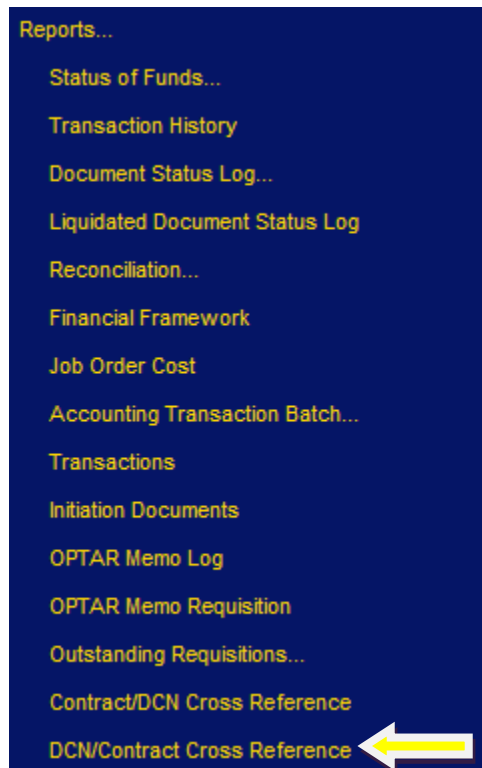 Reports...
Status of Funds...
Transaction History
Document Status Log...
Liquidated Document Status Log
Reconciliation...
Financial Framework
Job Order Cost
Accounting Transaction Batch...
Transactions
Initiation Documents
OPTAR Memo Log
OPTAR Memo Requisition
Outstanding Requisitions...
Contract/DCN Cross Reference
DCN/Contract Cross Reference